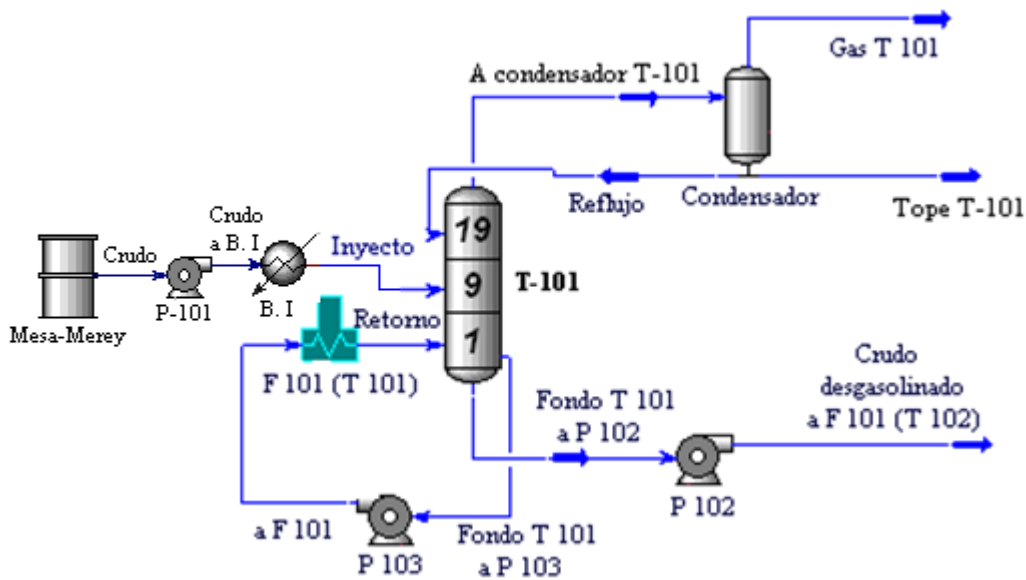 Gas T 101
A condensador T-101
Reflujo
Condensador
Tope T-101
Crudo
a B. I
Inyecto
19
Crudo
9
T-101
P-101
B. I
Retorno
Mesa-Merey
1
F 101 (T 101)
Crudo
desgasolinado
a F 101 (T 102)
Fondo T 101
a P 102
P 102
a F 101
P 103
Fondo T 101
a P 103